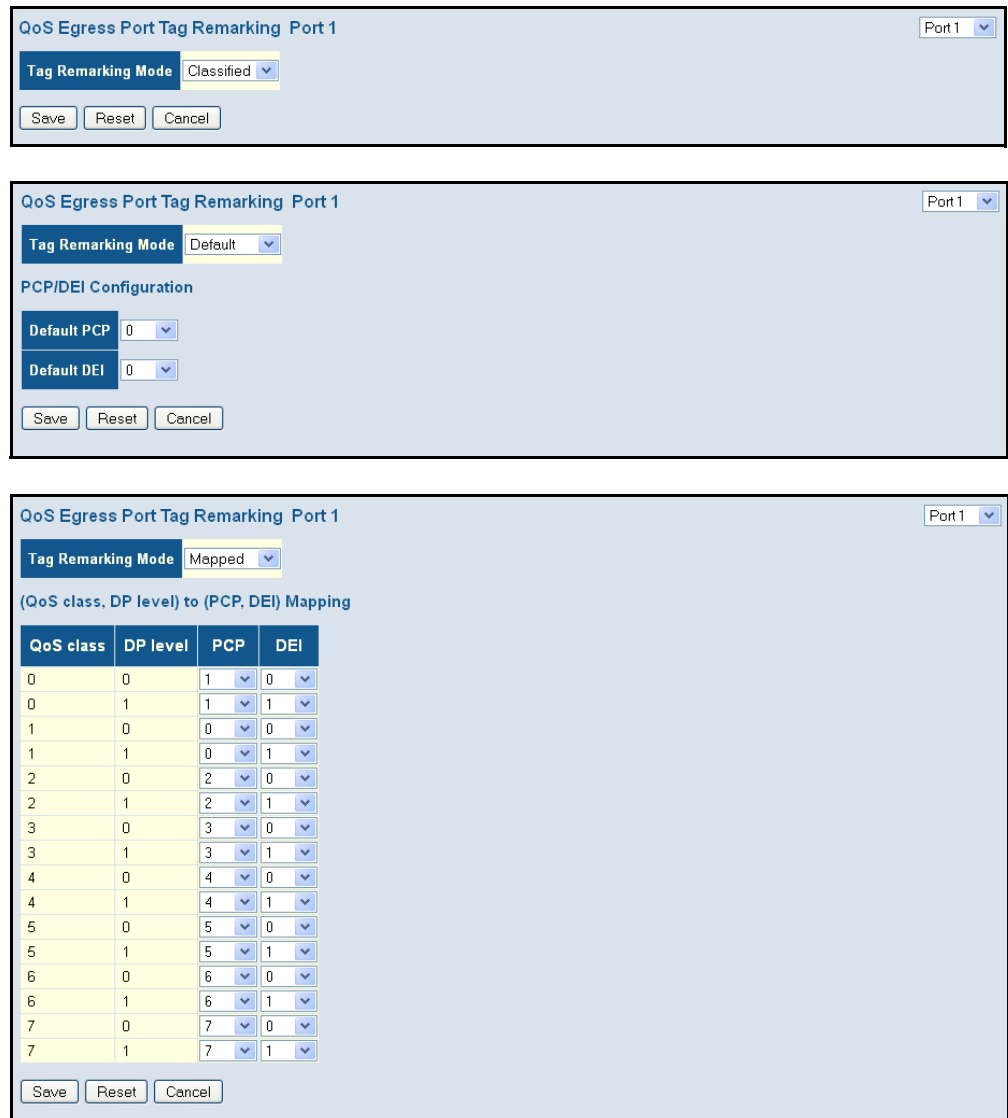 QoS Egress Port Tag Remarking Port 1 Port 1
Tag Remarking Mode Classified
Save Reset Cancel
QoS Egress Port Tag Remarking Port 1 Port 1
Tag Remarking Mode Default
PCP/DEI Configuration
Default PCP 0
Default DEI 0
Save Reset Cancel
QoS Egress Port Tag Remarking Port 1 Port 1
Tag Remarking Mode Mapped
(QoS class, DP level) to (PCP, DEI) Mapping
QoS class DP level PCP DEI
0 0 1 0
0 1 1 1
1 0 0 0
1 1 0 1
2 0 2 0
2 1 2 1
3 0 3 0
3 1 3 1
4 0 4 0
4 1 4 1
5 0 5 0
5 1 5 1
6 0 6 0
6 1 6 1
7 0 7 0
7 1 7 1
Save Reset Cancel